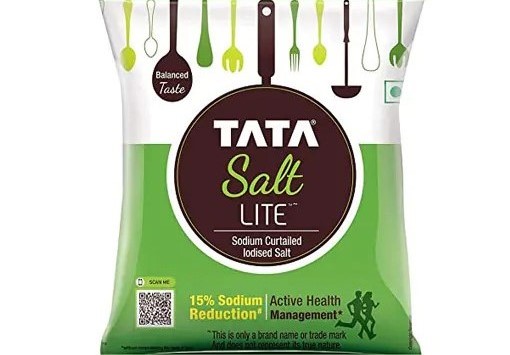 Balanced
Taste
TATA®
Salt
LITE™
Sodium Curtailed
Iodised Salt
SCAN ME
15% Sodium
Reduction#
Active Health
Management*
"This is only a brand name or trade mark
And does not represent its true nature